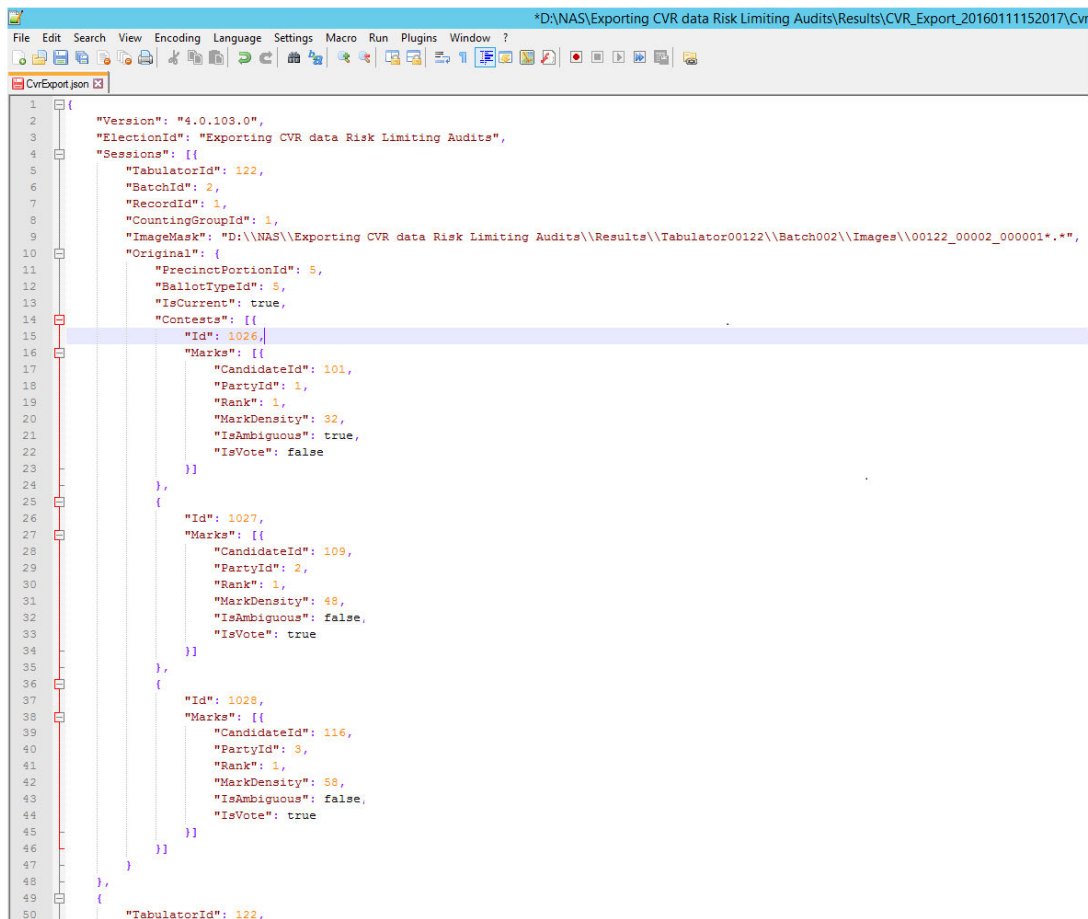 *D:\NAS\Exporting CVR data Risk Limiting Audits\Results\CVR_Export_20160111152017\Cvr
File Edit Search View Encoding Language Settings Macro Run Plugins Window ?
CvrExport.json
1 {
2 "Version": "4.0.103.0",
3 "ElectionId": "Exporting CVR data Risk Limiting Audits",
4 "Sessions": [{
5 "TabulatorId": 122,
6 "BatchId": 2,
7 "RecordId": 1,
8 "CountingGroupId": 1,
9 "ImageMask": "D:\\NAS\\Exporting CVR data Risk Limiting Audits\\Results\\Tabulator00122\\Batch002\\Images\\00122_00002_000001*.*",
10 "Original": {
11 "PrecinctPortionId": 5,
12 "BallotTypeId": 5,
13 "IsCurrent": true,
14 "Contests": [{
15 "Id": 1026,
16 "Marks": [{
17 "CandidateId": 101,
18 "PartyId": 1,
19 "Rank": 1,
20 "MarkDensity": 32,
21 "IsAmbiguous": true,
22 "IsVote": false
23 }]
24 },
25 {
26 "Id": 1027,
27 "Marks": [{
28 "CandidateId": 109,
29 "PartyId": 2,
30 "Rank": 1,
31 "MarkDensity": 48,
32 "IsAmbiguous": false,
33 "IsVote": true
34 }]
35 },
36 {
37 "Id": 1028,
38 "Marks": [{
39 "CandidateId": 116,
40 "PartyId": 3,
41 "Rank": 1,
42 "MarkDensity": 58,
43 "IsAmbiguous": false,
44 "IsVote": true
45 }]
46 }]
47 }
48 },
49 {
50 "TabulatorId": 122,